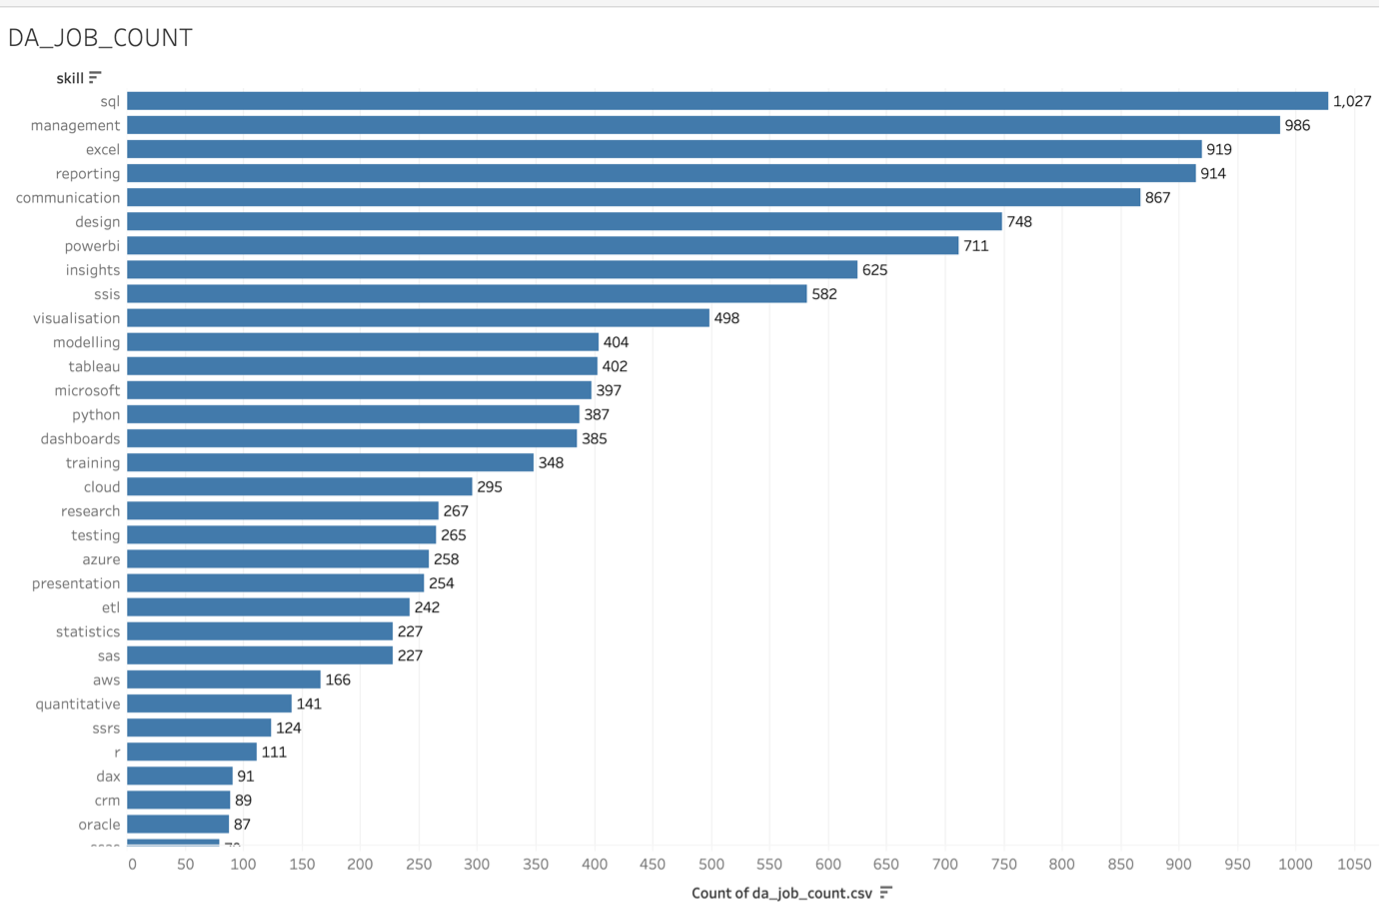 DA_JOB_COUNT
skill
sql 1,027
management 986
excel 919
reporting 914
communication 867
design 748
powerbi 711
insights 625
ssis 582
visualisation 498
modelling 404
tableau 402
microsoft 397
python 387
dashboards 385
training 348
cloud 295
research 267
testing 265
azure 258
presentation 254
etl 242
statistics 227
sas 227
aws 166
quantitative 141
ssrs 124
r 111
dax 91
crm 89
oracle 87
0 50 100 150 200 250 300 350 400 450 500 550 600 650 700 750 800 850 900 950 1000 1050
Count of da_job_count.csv